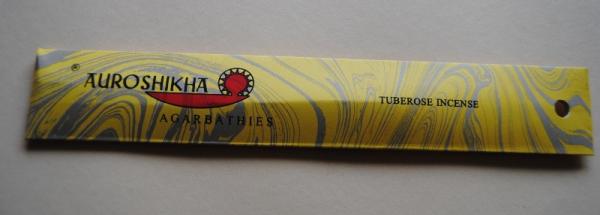 ® AUROSHIKHA
AGARBATHIES
TUBEROSE INCENSE